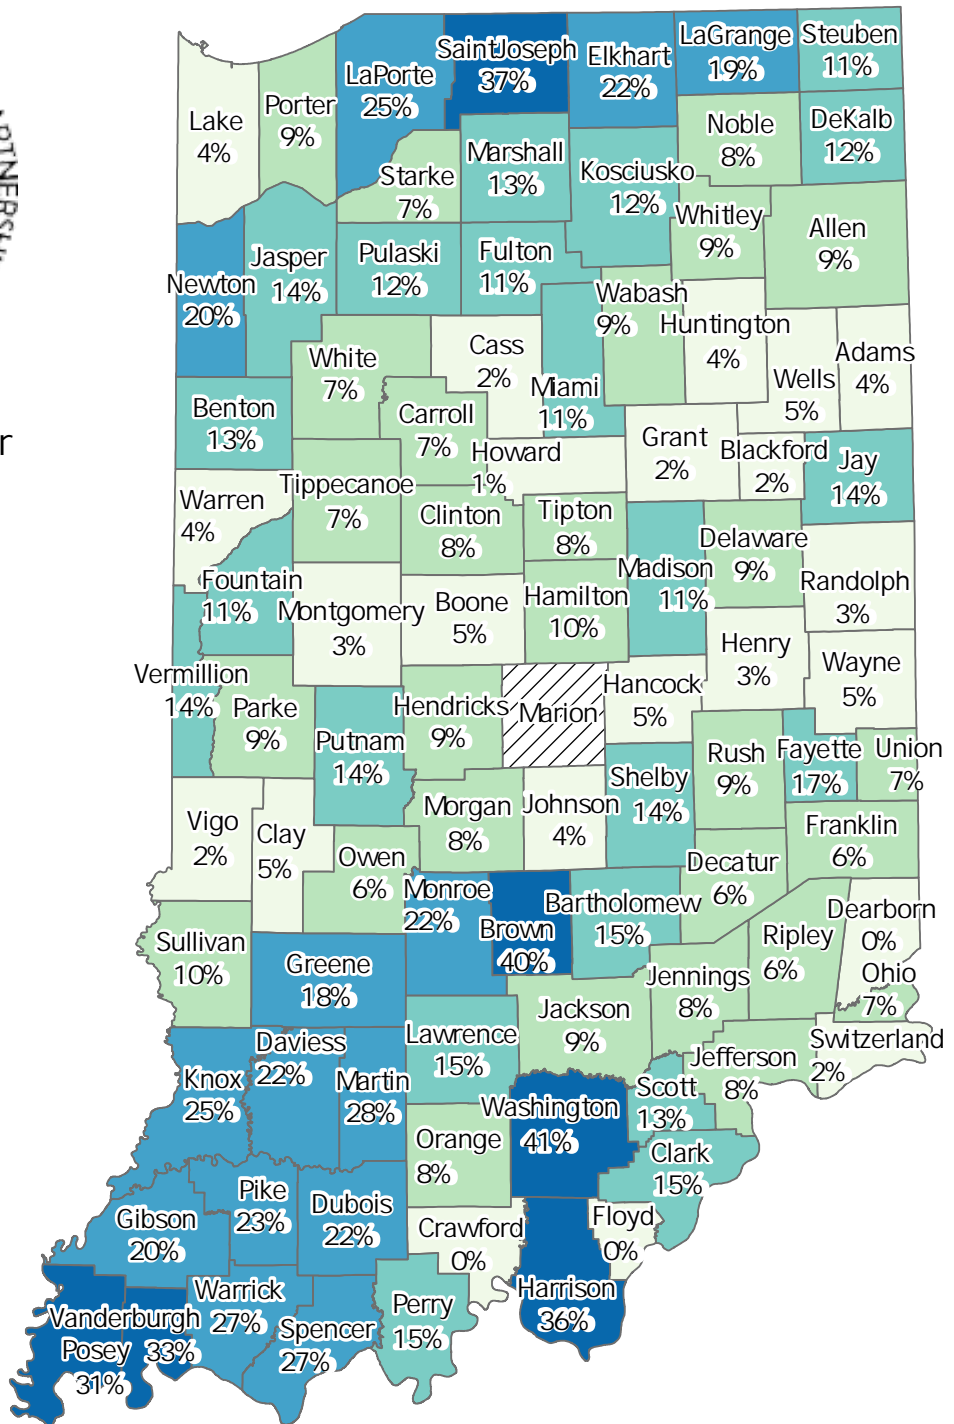 SaintJoseph
37%
Elkhart
22%
LaGrange
19%
Steuben
11%
LaPorte
25%
Porter
9%
Lake
4%
Noble
8%
DeKalb
12%
Marshall
13%
Kosciusko
12%
Starke
7%
Whitley
9%
Allen
9%
Newton
20%
Jasper
14%
Pulaski
12%
Fulton
11%
Wabash
9%
Huntington
4%
White
7%
Cass
2%
Miami
11%
Wells
5%
Adams
4%
Benton
13%
Carroll
7%
r
Howard
1%
Grant
2%
Blackford
2%
Jay
14%
Warren
4%
Tippecanoe
7%
Clinton
8%
Tipton
8%
Delaware
9%
Madison
11%
Randolph
3%
Fountain
11%
Montgomery
3%
Boone
5%
Hamilton
10%
Henry
3%
Wayne
5%
Vermillion
14%
Parke
9%
Putnam
14%
Hendricks
9%
Marion
Hancock
5%
Shelby
14%
Rush
9%
Fayette
17%
Union
7%
Vigo
2%
Clay
5%
Morgan
8%
Johnson
4%
Franklin
6%
Owen
6%
Monroe
22%
Brown
40%
Bartholomew
15%
Decatur
6%
Dearborn
0%
Sullivan
10%
Greene
18%
Ripley
6%
Jennings
8%
Ohio
7%
Jackson
9%
Lawrence
15%
Daviess
22%
Switzerland
2%
Jefferson
8%
Knox
25%
Martin
28%
Scott
13%
Washington
41%
Orange
8%
Clark
15%
Pike
23%
Dubois
22%
Gibson
20%
Crawford
0%
Floyd
0%
Harrison
36%
Warrick
27%
Perry
15%
Vanderburgh
33%
Spencer
27%
Posey
31%